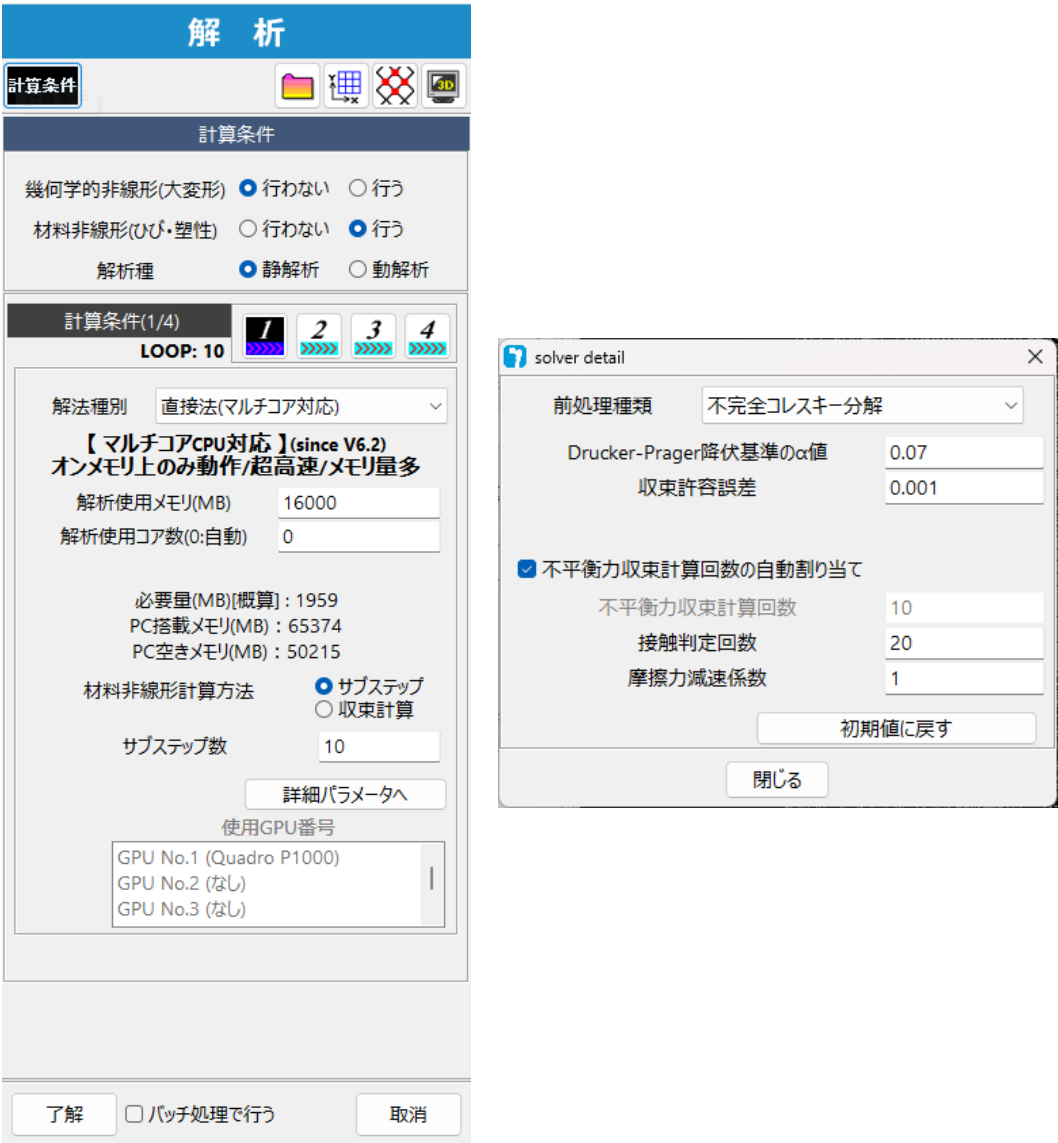 解 析
計算条件
3D
計算条件
幾何学的非線形(大変形) 行わない 行う
材料非線形(ひび・塑性) 行わない 行う
解析種 静解析 動解析
計算条件(1/4)
LOOP: 10
1 2 3 4
解法種別 直接法(マルチコア対応)
【 マルチコアCPU対応 】(since V6.2)
オンメモリ上のみ動作/超高速/メモリ量多
解析使用メモリ(MB) 16000
解析使用コア数(0:自動) 0
必要量(MB)[概算] : 1959
PC搭載メモリ(MB) : 65374
PC空きメモリ(MB) : 50215
材料非線形計算方法 サブステップ
収束計算
サブステップ数 10
詳細パラメータへ
使用GPU番号
GPU No.1 (Quadro P1000)
GPU No.2 (なし)
GPU No.3 (なし)
了解 バッチ処理で行う 取消
solver detail
前処理種類 不完全コレスキー分解
Drucker-Prager降伏基準のα値 0.07
収束許容誤差 0.001
不平衡力収束計算回数の自動割り当て
不平衡力収束計算回数 10
接触判定回数 20
摩擦力減速係数 1
初期値に戻す
閉じる